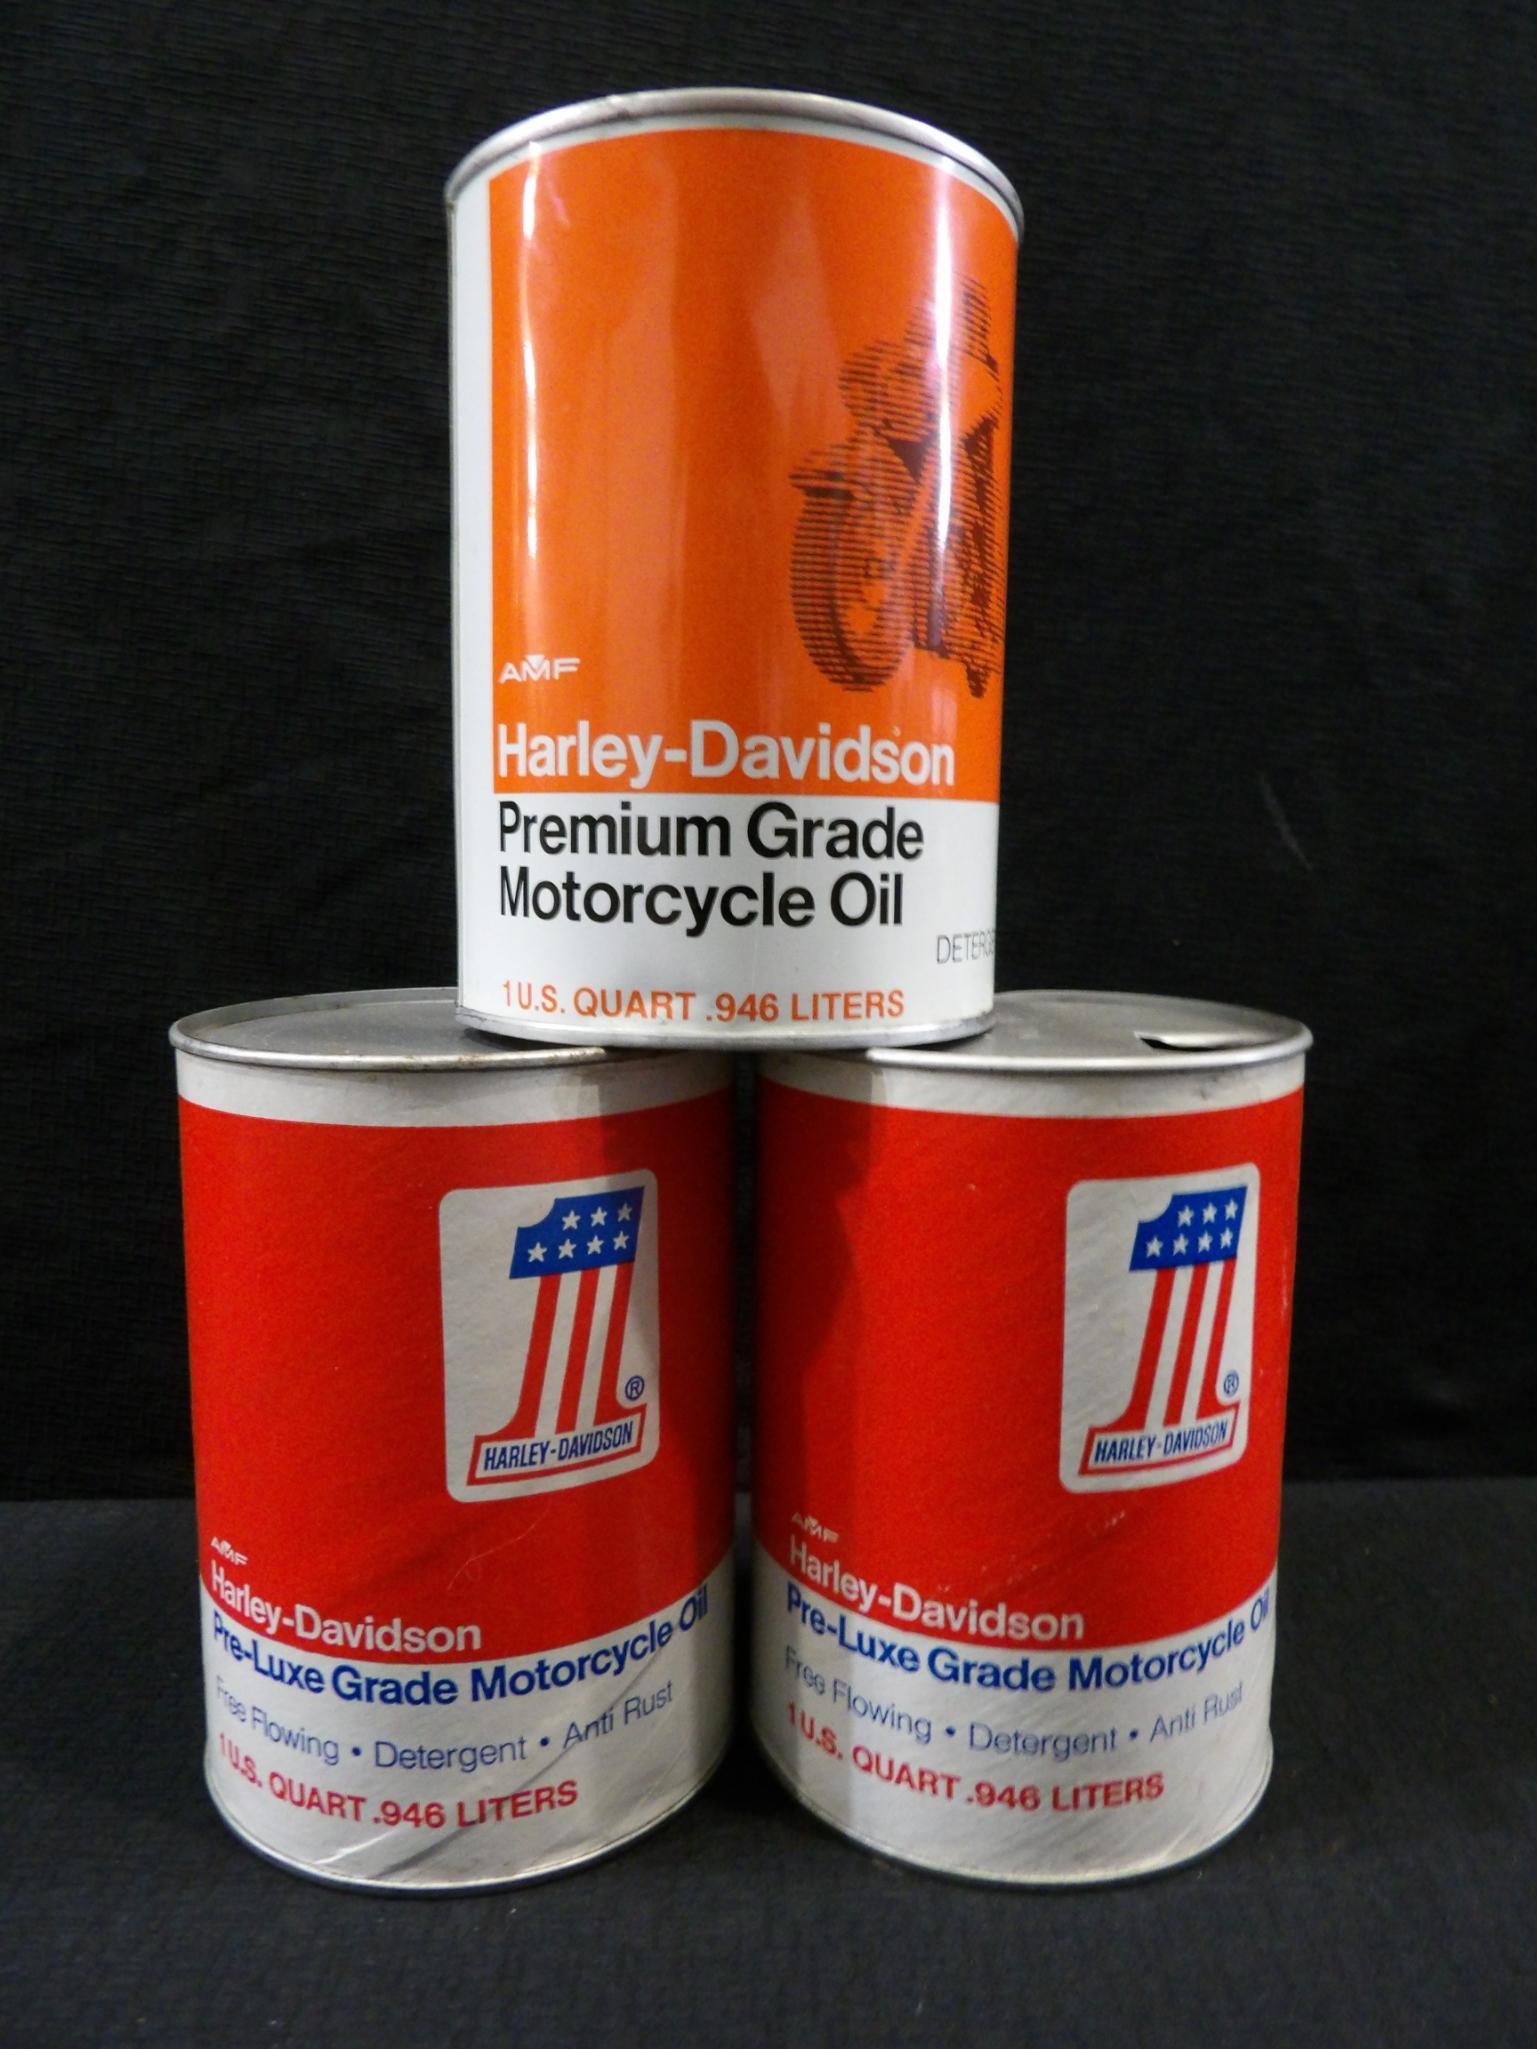 AMF
Harley-Davidson
Premium Grade
Motorcycle Oil
1 U.S. QUART .946 LITERS
HARLEY-DAVIDSON
®
AMF
Harley-Davidson
Pre-Luxe Grade Motorcycle Oil
Free Flowing • Detergent • Anti Rust
1 U.S. QUART .946 LITERS
HARLEY-DAVIDSON
®
AMF
Harley-Davidson
Pre-Luxe Grade Motorcycle Oil
Free Flowing • Detergent • Anti Rust
1 U.S. QUART .946 LITERS